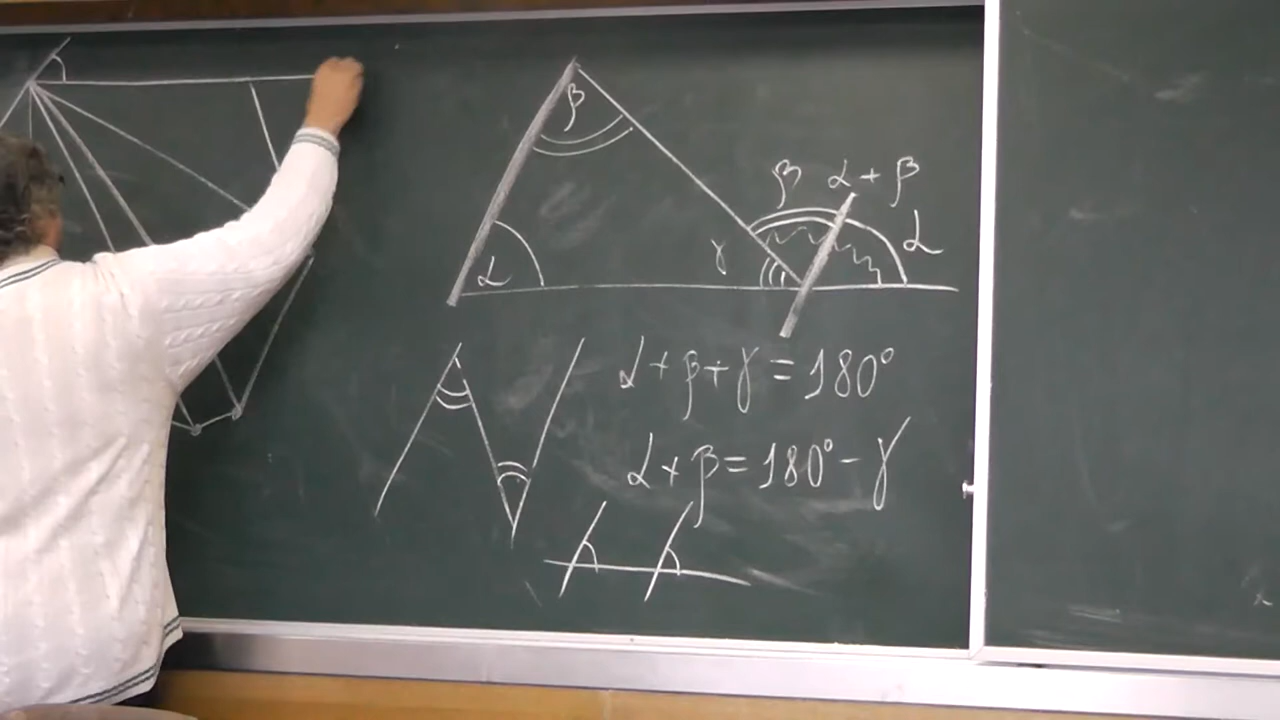 β
β α + β
α
γ
α
α + β + γ = 180°
α + β = 180° - γ